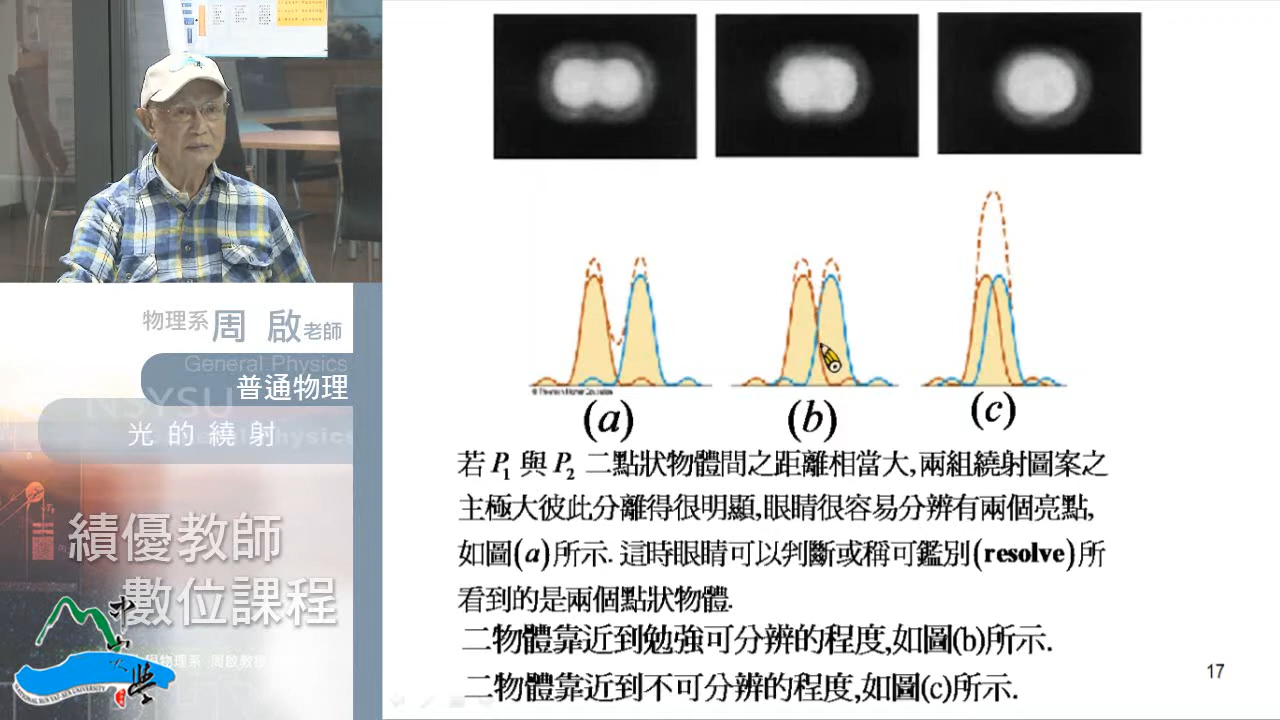 物理系周 啟老師
General Physics
普通物理
NSYSU
光的繞射
績優教師
數位課程
(a)
(b)
(c)
若 P₁ 與 P₂ 二點狀物體間之距離相當大,兩組繞射圖案之
主極大彼此分離得很明顯,眼睛很容易分辨有兩個亮點,
如圖(a)所示. 這時眼睛可以判斷或稱可鑑別(resolve)所
看到的是兩個點狀物體.
二物體靠近到勉強可分辨的程度,如圖(b)所示.
二物體靠近到不可分辨的程度,如圖(c)所示.
17